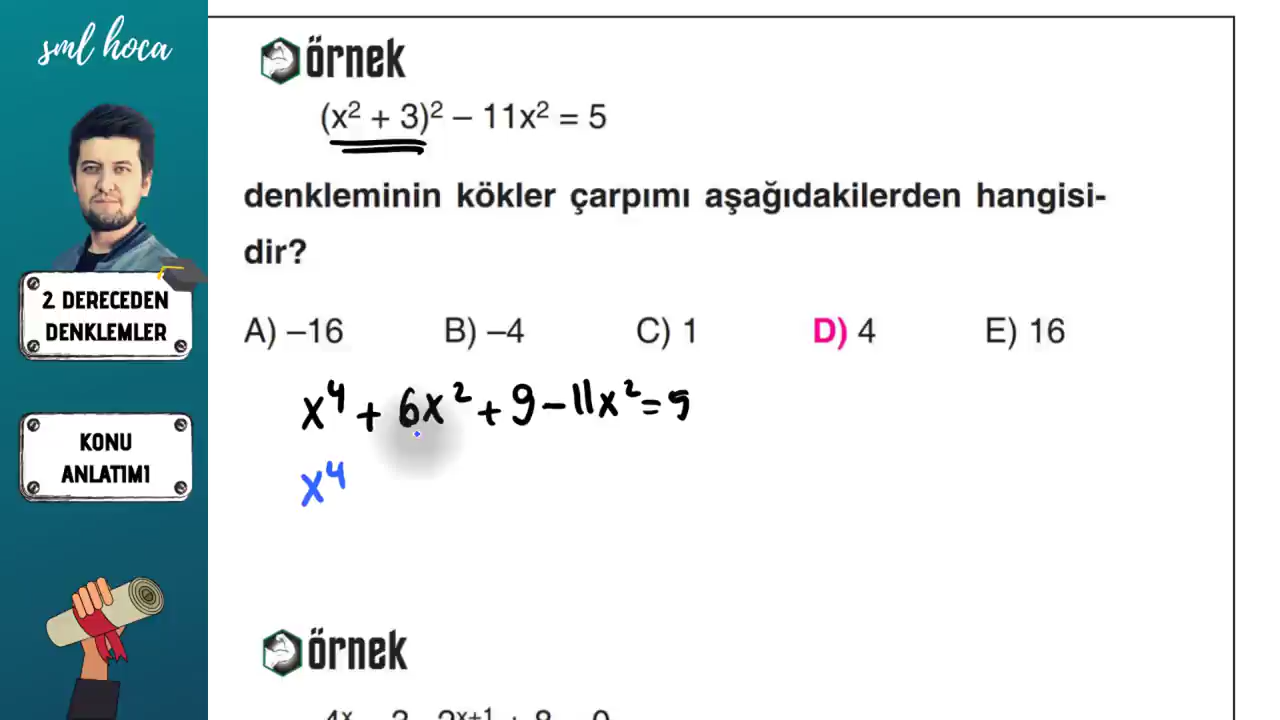 sml hoca
örnek
(x² + 3)² – 11x² = 5
denkleminin kökler çarpımı aşağıdakilerden hangisi-
dir?
A) –16 B) –4 C) 1 D) 4 E) 16
x⁴ + 6x² + 9 – 11x² = 5
x⁴
2. DERECEDEN
DENKLEMLER
KONU
ANLATIMI
örnek